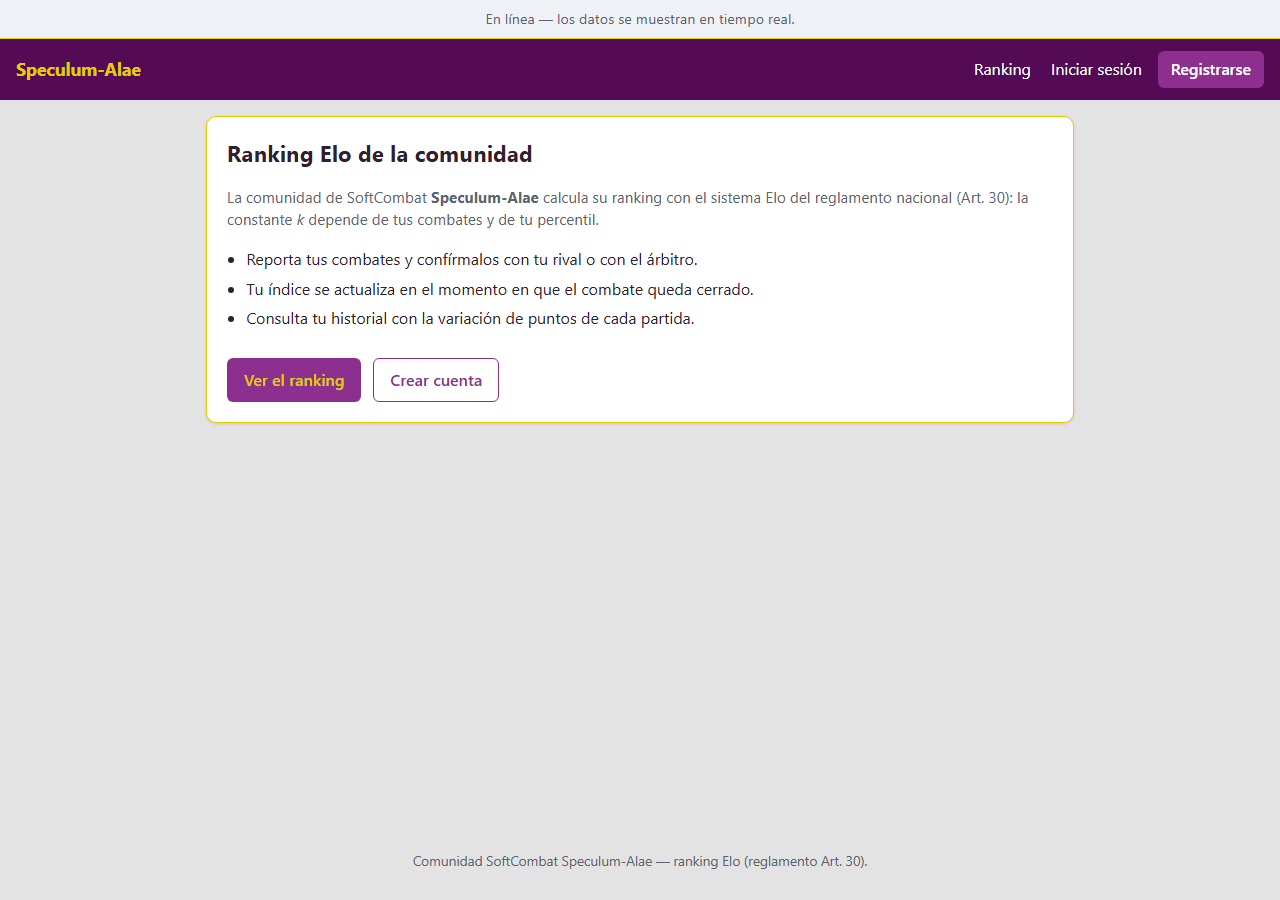 En línea — los datos se muestran en tiempo real.
Speculum-Alae
Ranking
Iniciar sesión
Registrarse
Ranking Elo de la comunidad
La comunidad de SoftCombat Speculum-Alae calcula su ranking con el sistema Elo del reglamento nacional (Art. 30): la
constante k depende de tus combates y de tu percentil.
• Reporta tus combates y confírmalos con tu rival o con el árbitro.
• Tu índice se actualiza en el momento en que el combate queda cerrado.
• Consulta tu historial con la variación de puntos de cada partida.
Ver el ranking
Crear cuenta
Comunidad SoftCombat Speculum-Alae — ranking Elo (reglamento Art. 30).